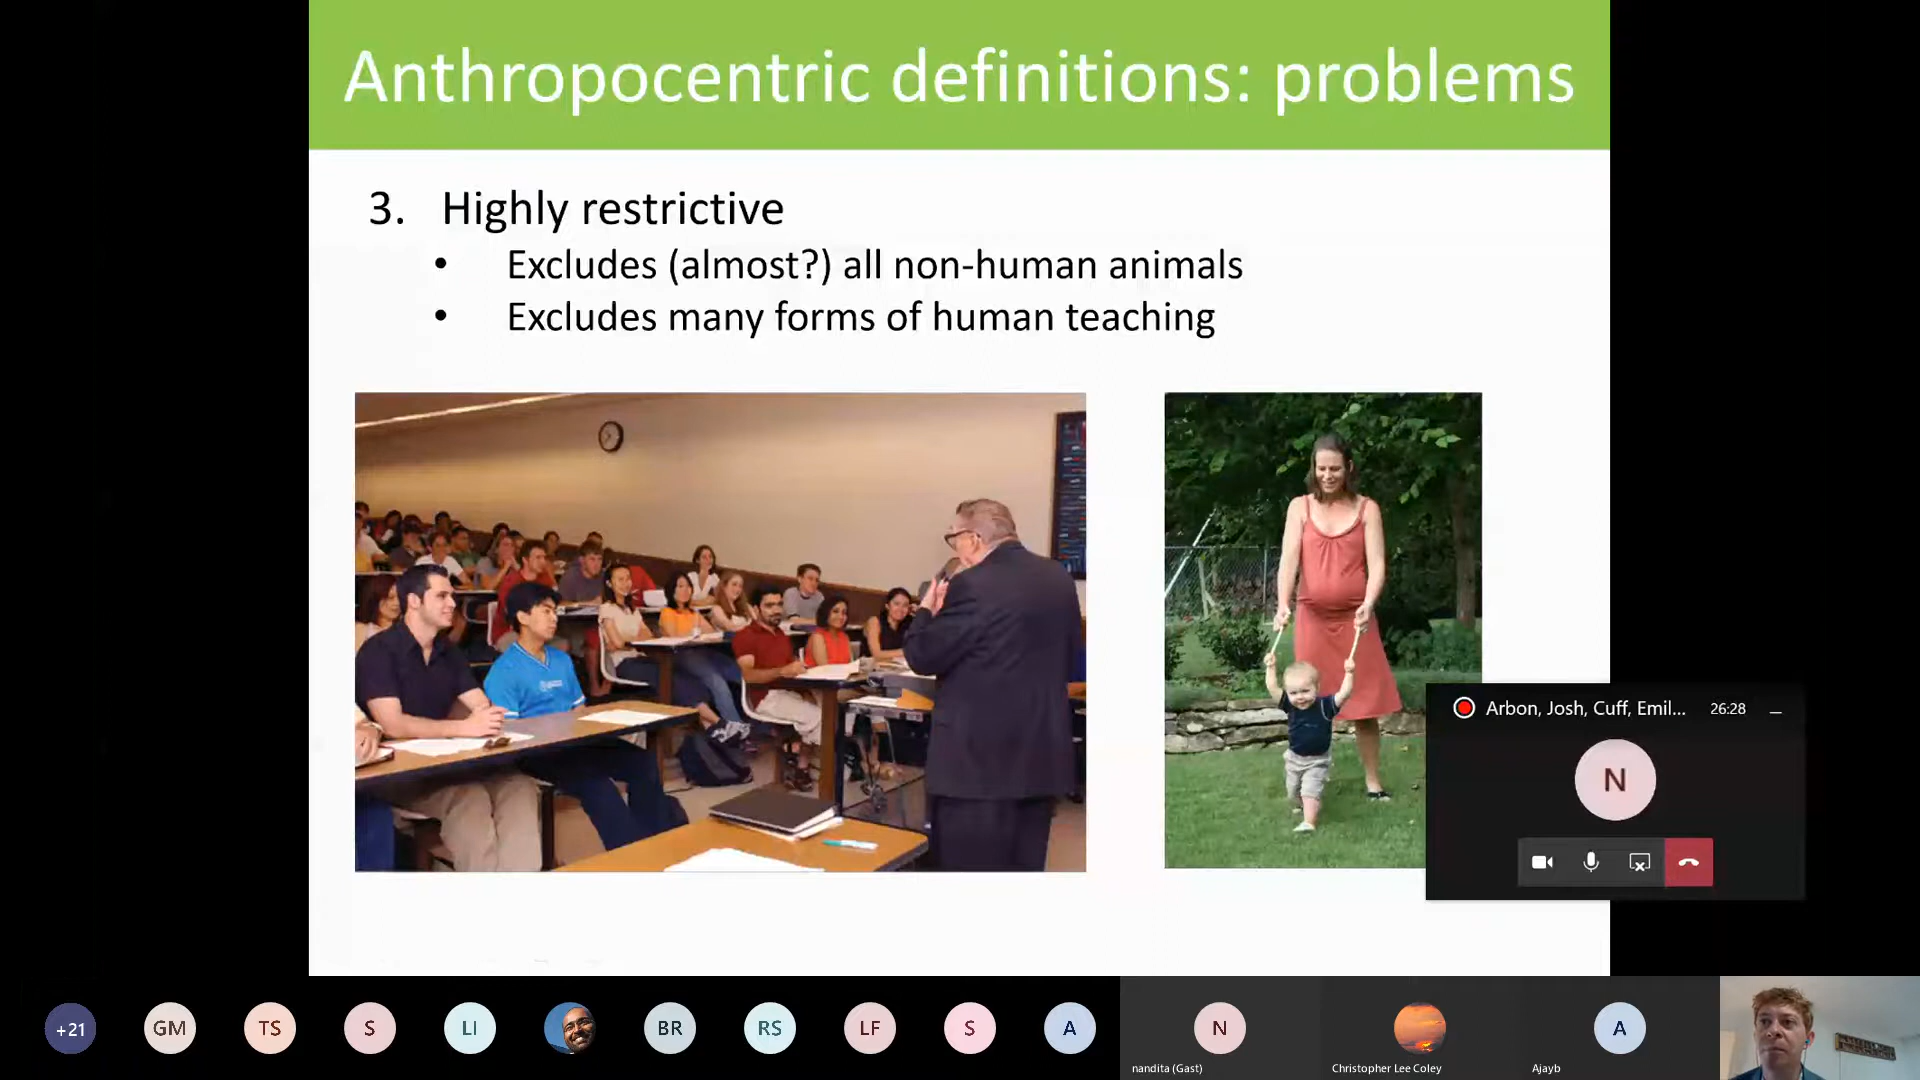 Anthropocentric definitions: problems
3. Highly restrictive
• Excludes (almost?) all non-human animals
• Excludes many forms of human teaching
Arbon, Josh, Cuff, Emil... 26:28
N
+21 GM TS S LI BR RS LF S A N A
nandita (Gast) Christopher Lee Coley Ajayb